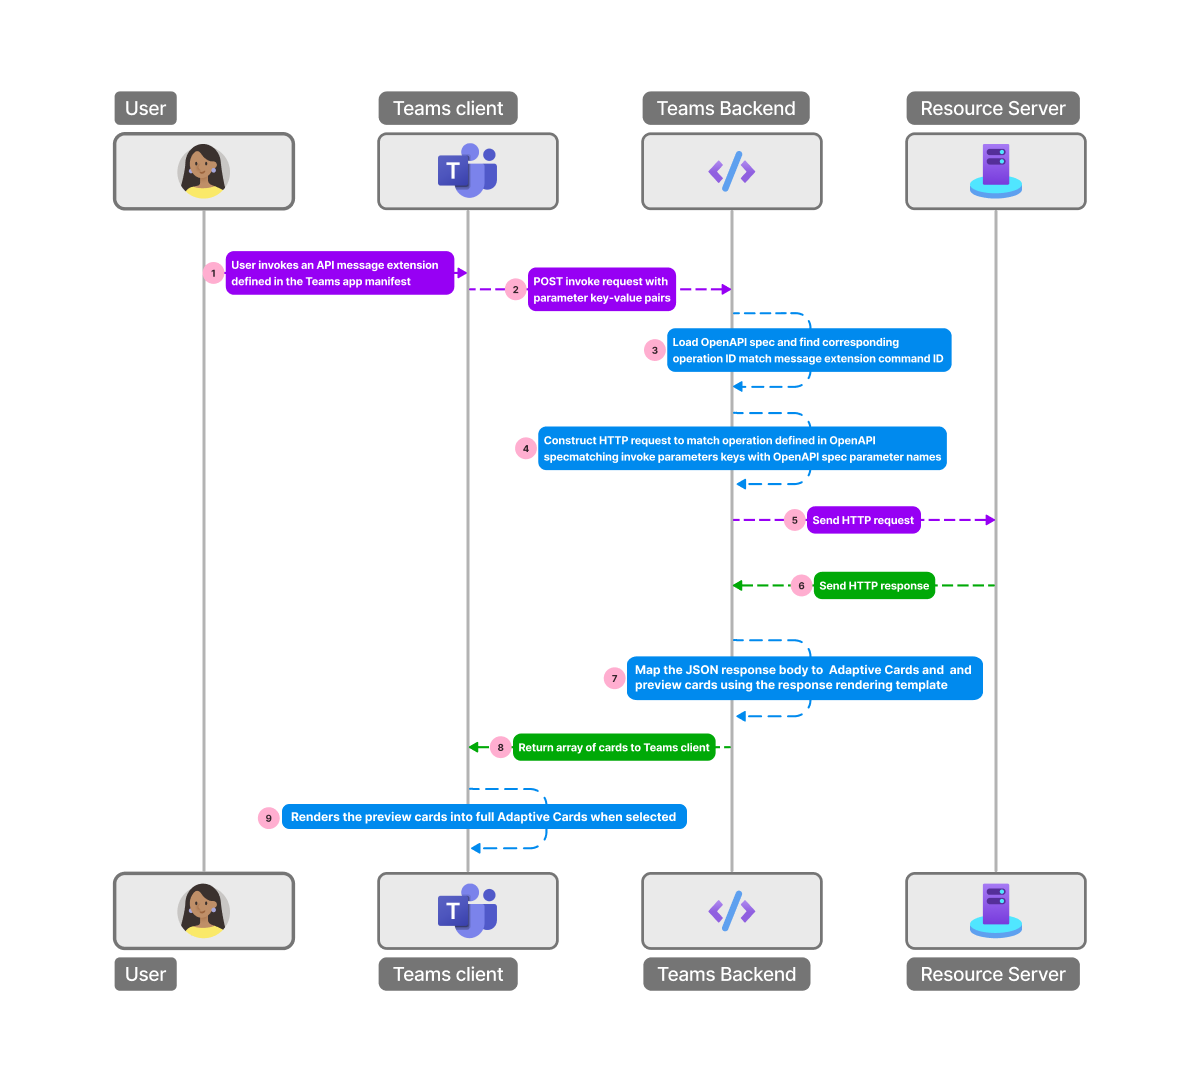 User
Teams client
Teams Backend
Resource Server
T
1
User invokes an API message extension
defined in the Teams app manifest
2
POST invoke request with
parameter key-value pairs
3
Load OpenAPI spec and find corresponding
operation ID match message extension command ID
4
Construct HTTP request to match operation defined in OpenAPI
specmatching invoke parameters keys with OpenAPI spec parameter names
5
Send HTTP request
6
Send HTTP response
7
Map the JSON response body to  Adaptive Cards and  and
preview cards using the response rendering template
8
Return array of cards to Teams client
9
Renders the preview cards into full Adaptive Cards when selected
T
User
Teams client
Teams Backend
Resource Server